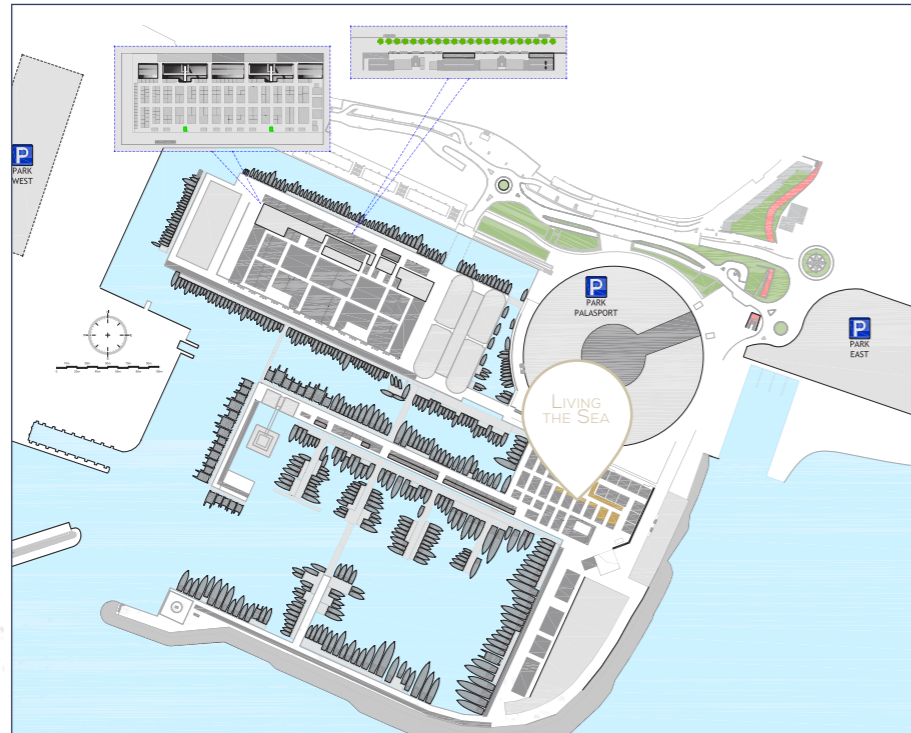 P
PARK
WEST
P
PARK
PALASPORT
P
PARK
EAST
LIVING
THE SEA